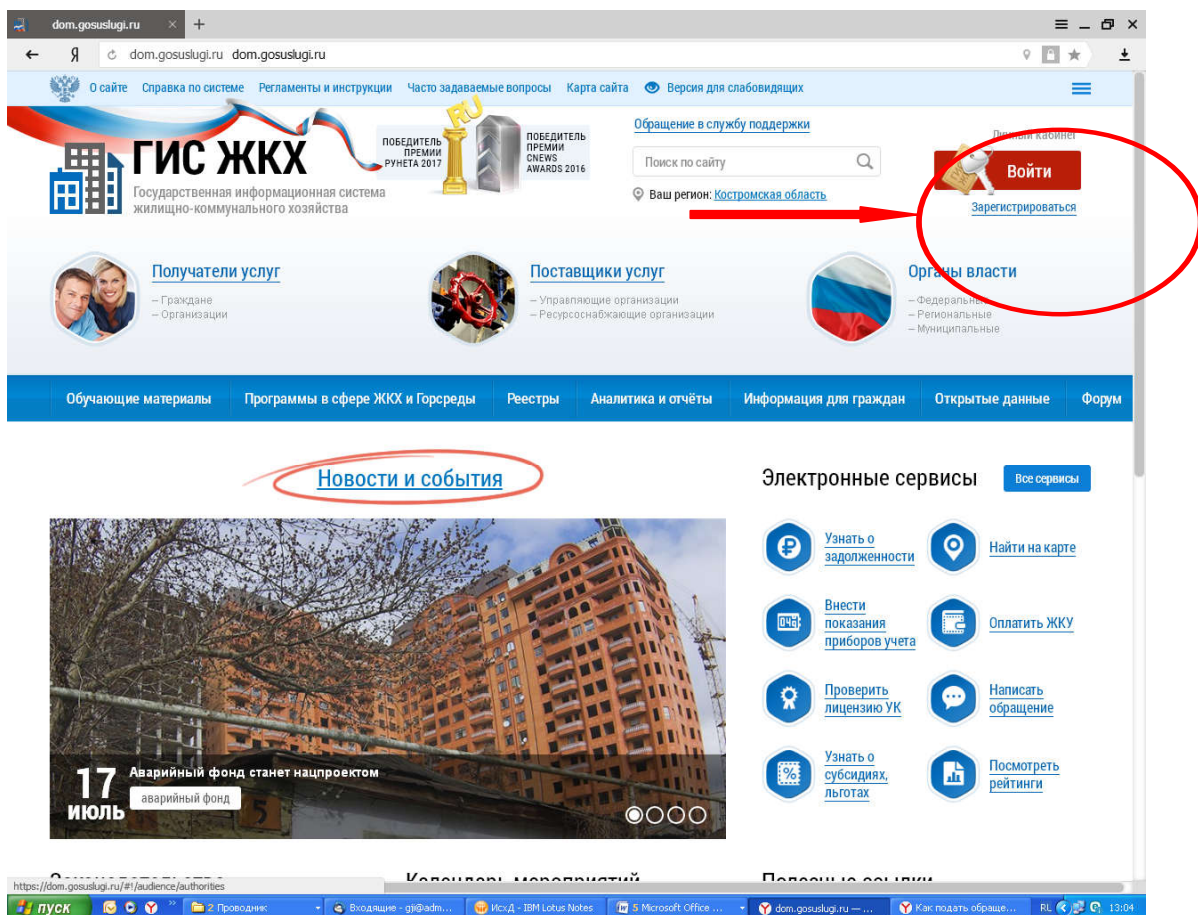 dom.gosuslugi.ru
Я dom.gosuslugi.ru dom.gosuslugi.ru
О сайте Справка по системе Регламенты и инструкции Часто задаваемые вопросы Карта сайта Версия для слабовидящих
ГИС ЖКХ
Государственная информационная система
жилищно-коммунального хозяйства
ПОБЕДИТЕЛЬ
ПРЕМИИ
РУНЕТА 2017
RU
ПОБЕДИТЕЛЬ
ПРЕМИИ
CNEWS
AWARDS 2016
Обращение в службу поддержки
Поиск по сайту
Ваш регион: Костромская область
Личный кабинет
Войти
Зарегистрироваться
Получатели услуг
– Граждане
– Организации
Поставщики услуг
– Управляющие организации
– Ресурсоснабжающие организации
Органы власти
– Федеральные
– Региональные
– Муниципальные
Обучающие материалы Программы в сфере ЖКХ и Горсреды Реестры Аналитика и отчёты Информация для граждан Открытые данные Форум
Новости и события
17
ИЮЛЬ
Аварийный фонд станет нацпроектом
аварийный фонд
Электронные сервисы
Все сервисы
Узнать о
задолженности
Найти на карте
Внести
показания
приборов учета
Оплатить ЖКУ
Проверить
лицензию УК
Написать
обращение
Узнать о
субсидиях,
льготах
Посмотреть
рейтинги
Календарь мероприятий
Полезные ссылки
https://dom.gosuslugi.ru/#!/audience/authorities
пуск 2 Проводник Входящие - gji@adm... ИсхД - IBM Lotus Notes 5 Microsoft Office ... dom.gosuslugi.ru — ... Как подать обраще... RL 13:04